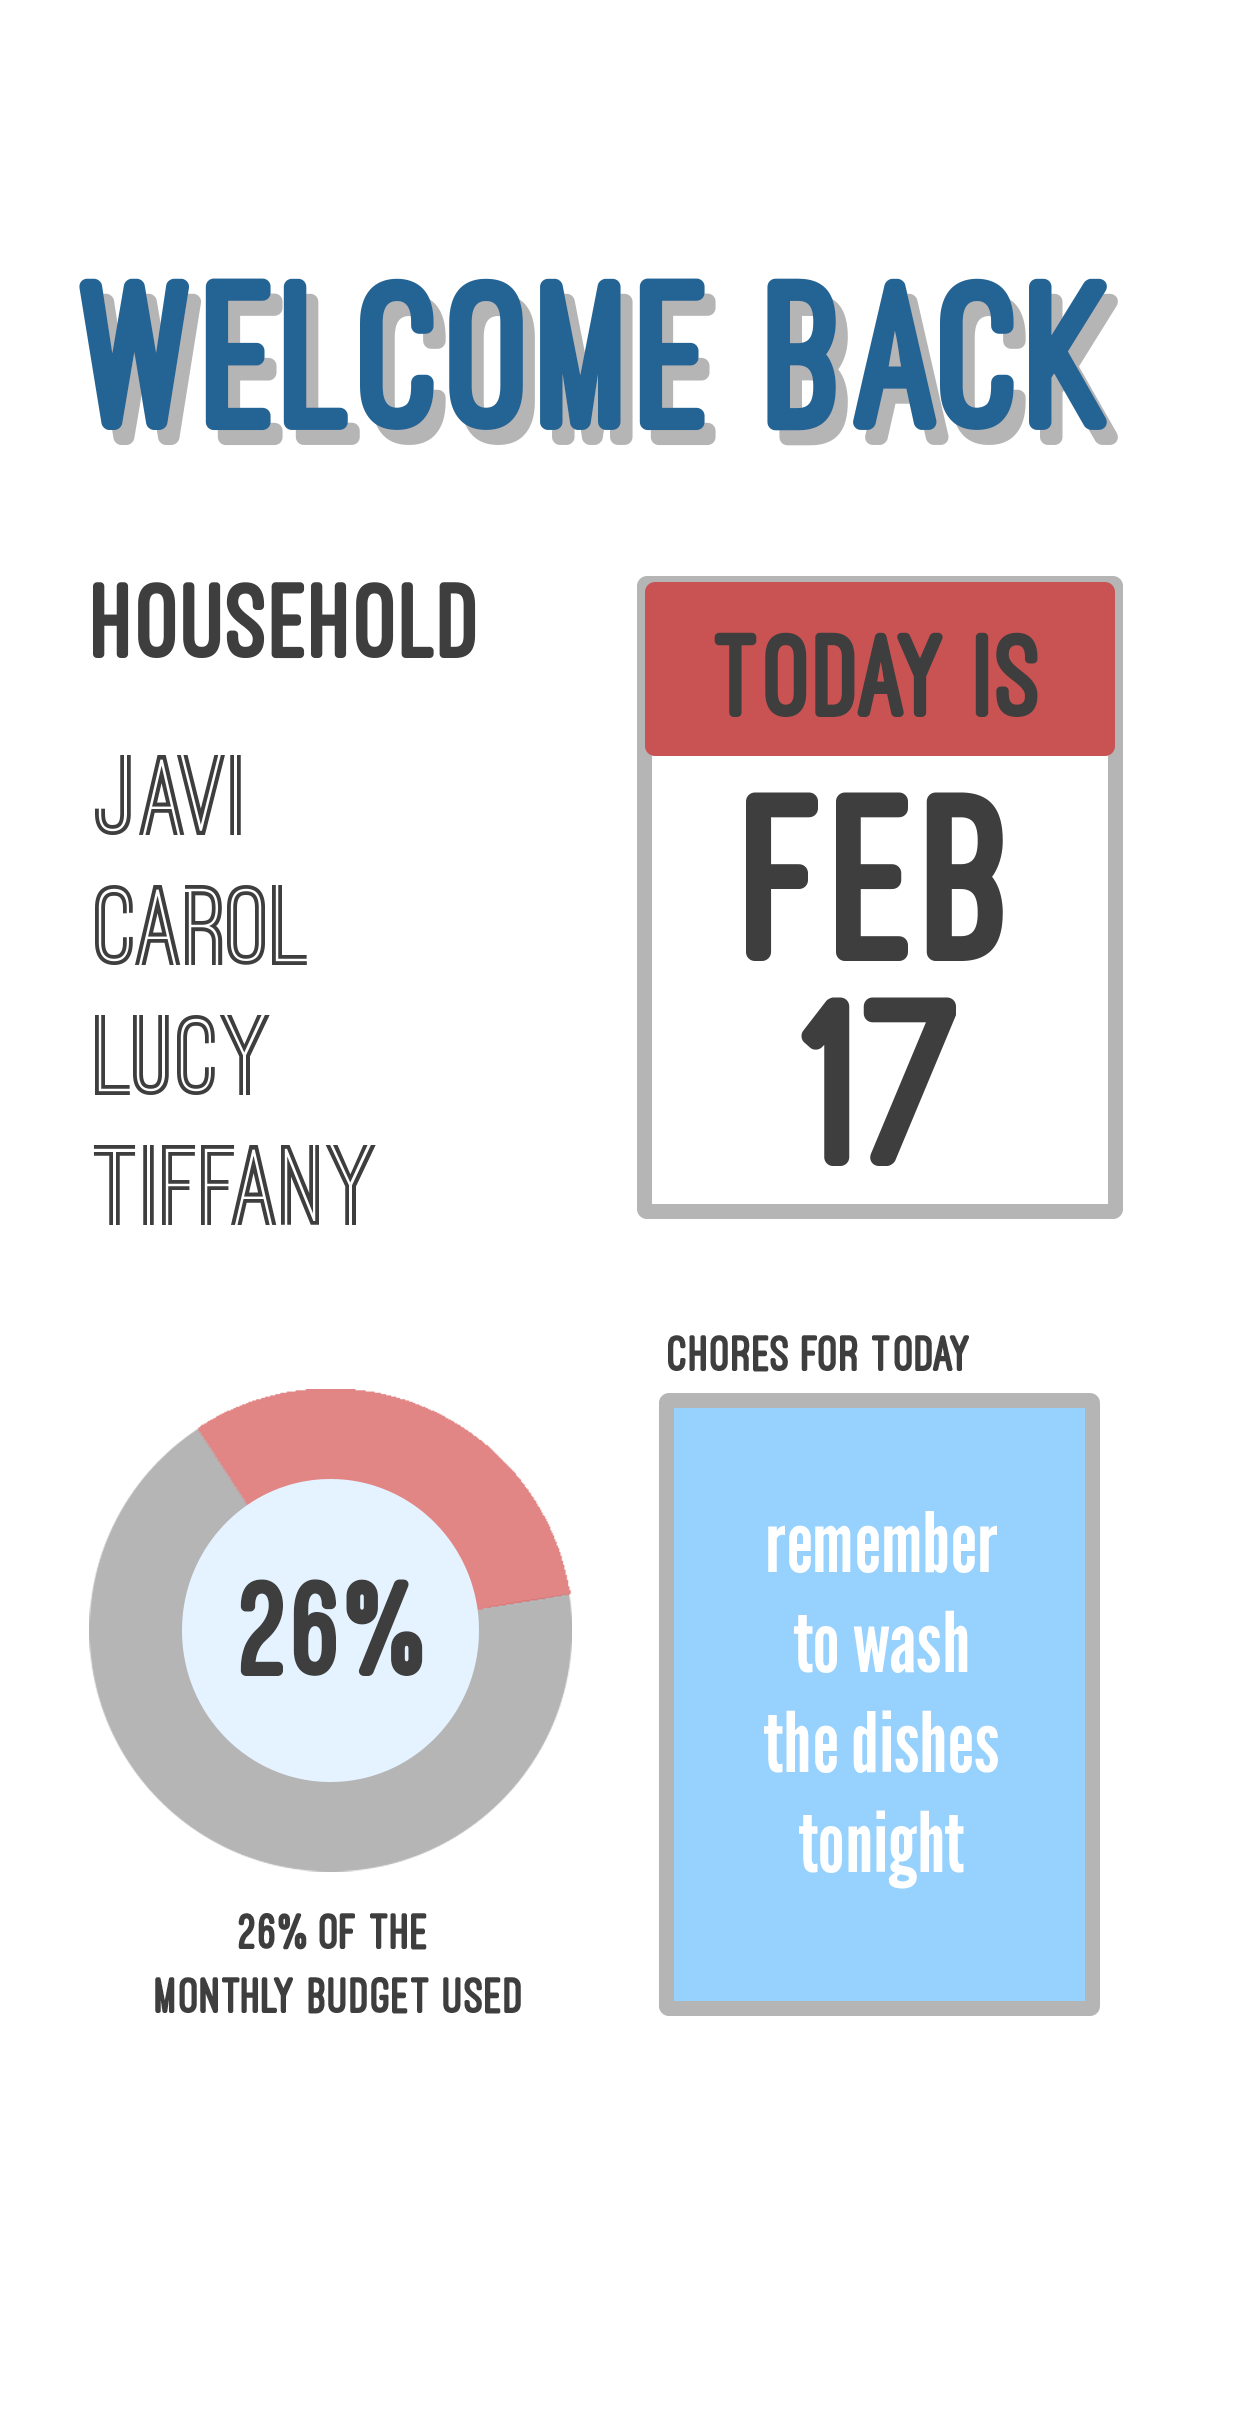 WELCOME BACK
HOUSEHOLD
JAVI
CAROL
LUCY
TIFFANY
TODAY IS
FEB
17
26%
26% OF THE
MONTHLY BUDGET USED
CHORES FOR TODAY
remember
to wash
the dishes
tonight